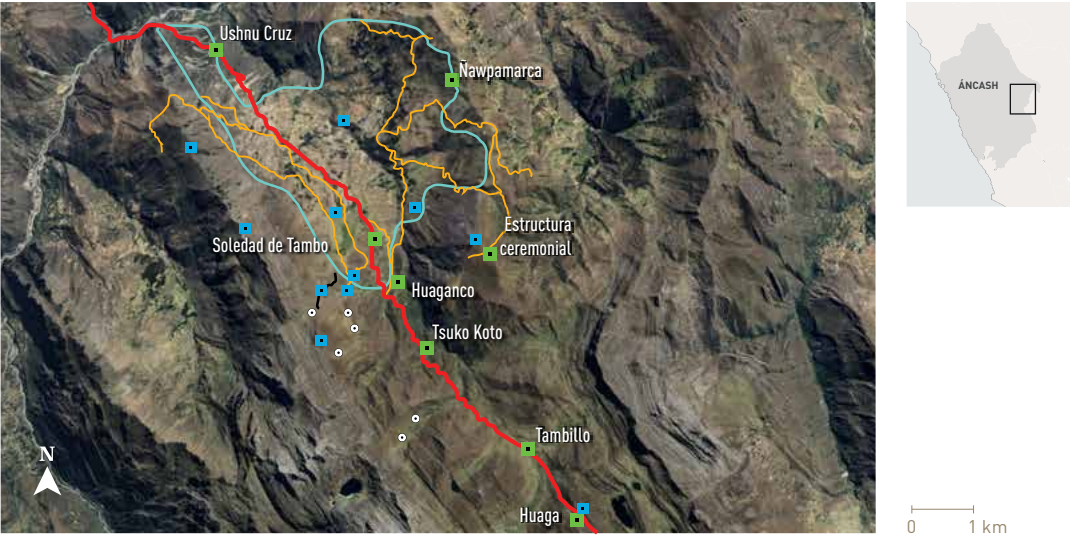 Ushnu Cruz
Ñawpamarca
ÁNCASH
Estructura
ceremonial
Soledad de Tambo
Huaganco
Tsuko Koto
Tambillo
N
Huaga
0 1 km